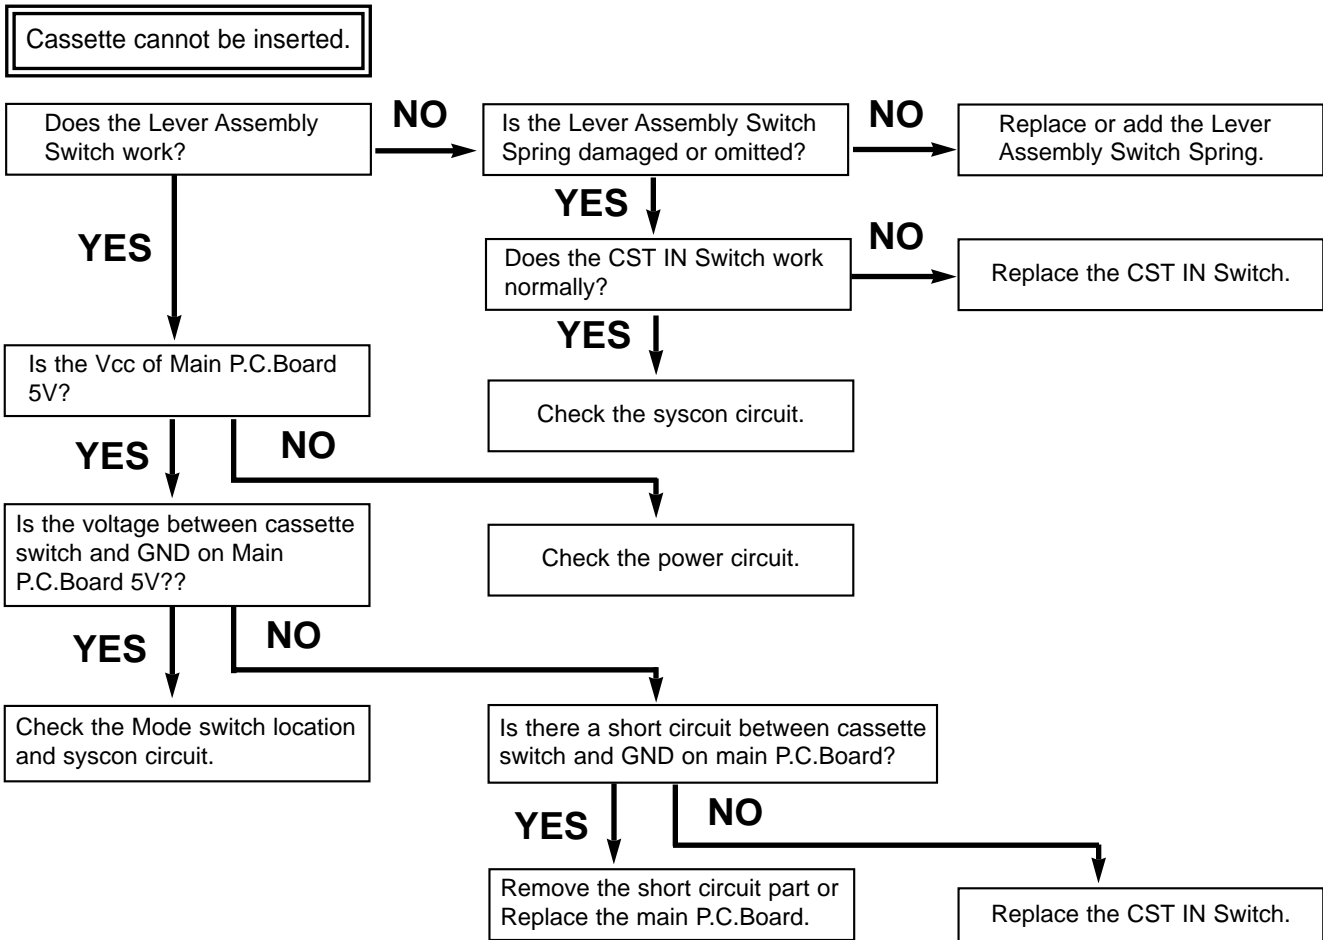 Cassette cannot be inserted.
Does the Lever Assembly
Switch work?
NO
Is the Lever Assembly Switch
Spring damaged or omitted?
NO
Replace or add the Lever
Assembly Switch Spring.
YES
YES
Does the CST IN Switch work
normally?
NO
Replace the CST IN Switch.
YES
Is the Vcc of Main P.C.Board
5V?
Check the syscon circuit.
YES
NO
Is the voltage between cassette
switch and GND on Main
P.C.Board 5V??
Check the power circuit.
YES
NO
Check the Mode switch location
and syscon circuit.
Is there a short circuit between cassette
switch and GND on main P.C.Board?
YES
NO
Remove the short circuit part or
Replace the main P.C.Board.
Replace the CST IN Switch.